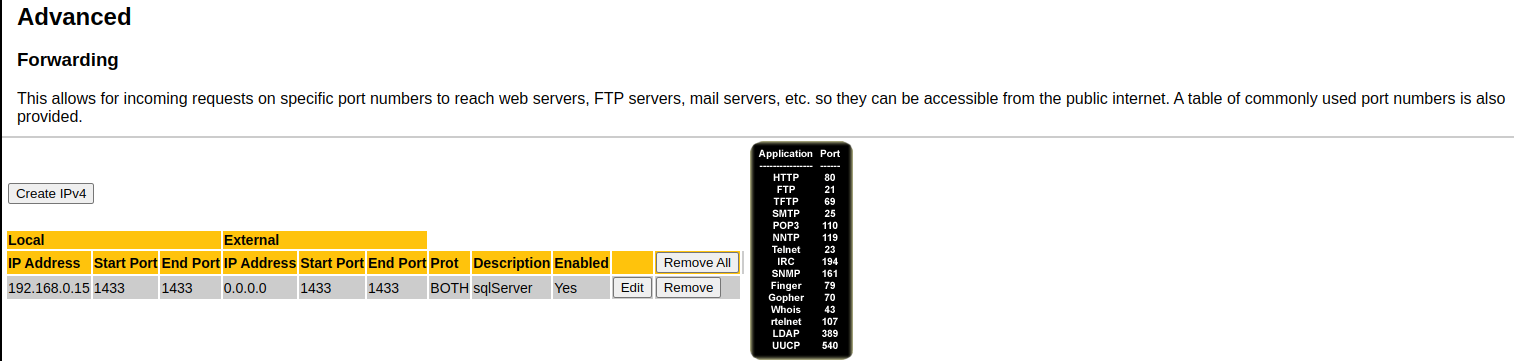 Advanced
Forwarding
This allows for incoming requests on specific port numbers to reach web servers, FTP servers, mail servers, etc. so they can be accessible from the public internet. A table of commonly used port numbers is also
provided.
Create IPv4
Local External
IP Address Start Port End Port IP Address Start Port End Port Prot Description Enabled Remove All
192.168.0.15 1433 1433 0.0.0.0 1433 1433 BOTH sqlServer Yes Edit Remove
Application Port
---------------- ------
HTTP 80
FTP 21
TFTP 69
SMTP 25
POP3 110
NNTP 119
Telnet 23
IRC 194
SNMP 161
Finger 79
Gopher 70
Whois 43
rtelnet 107
LDAP 389
UUCP 540